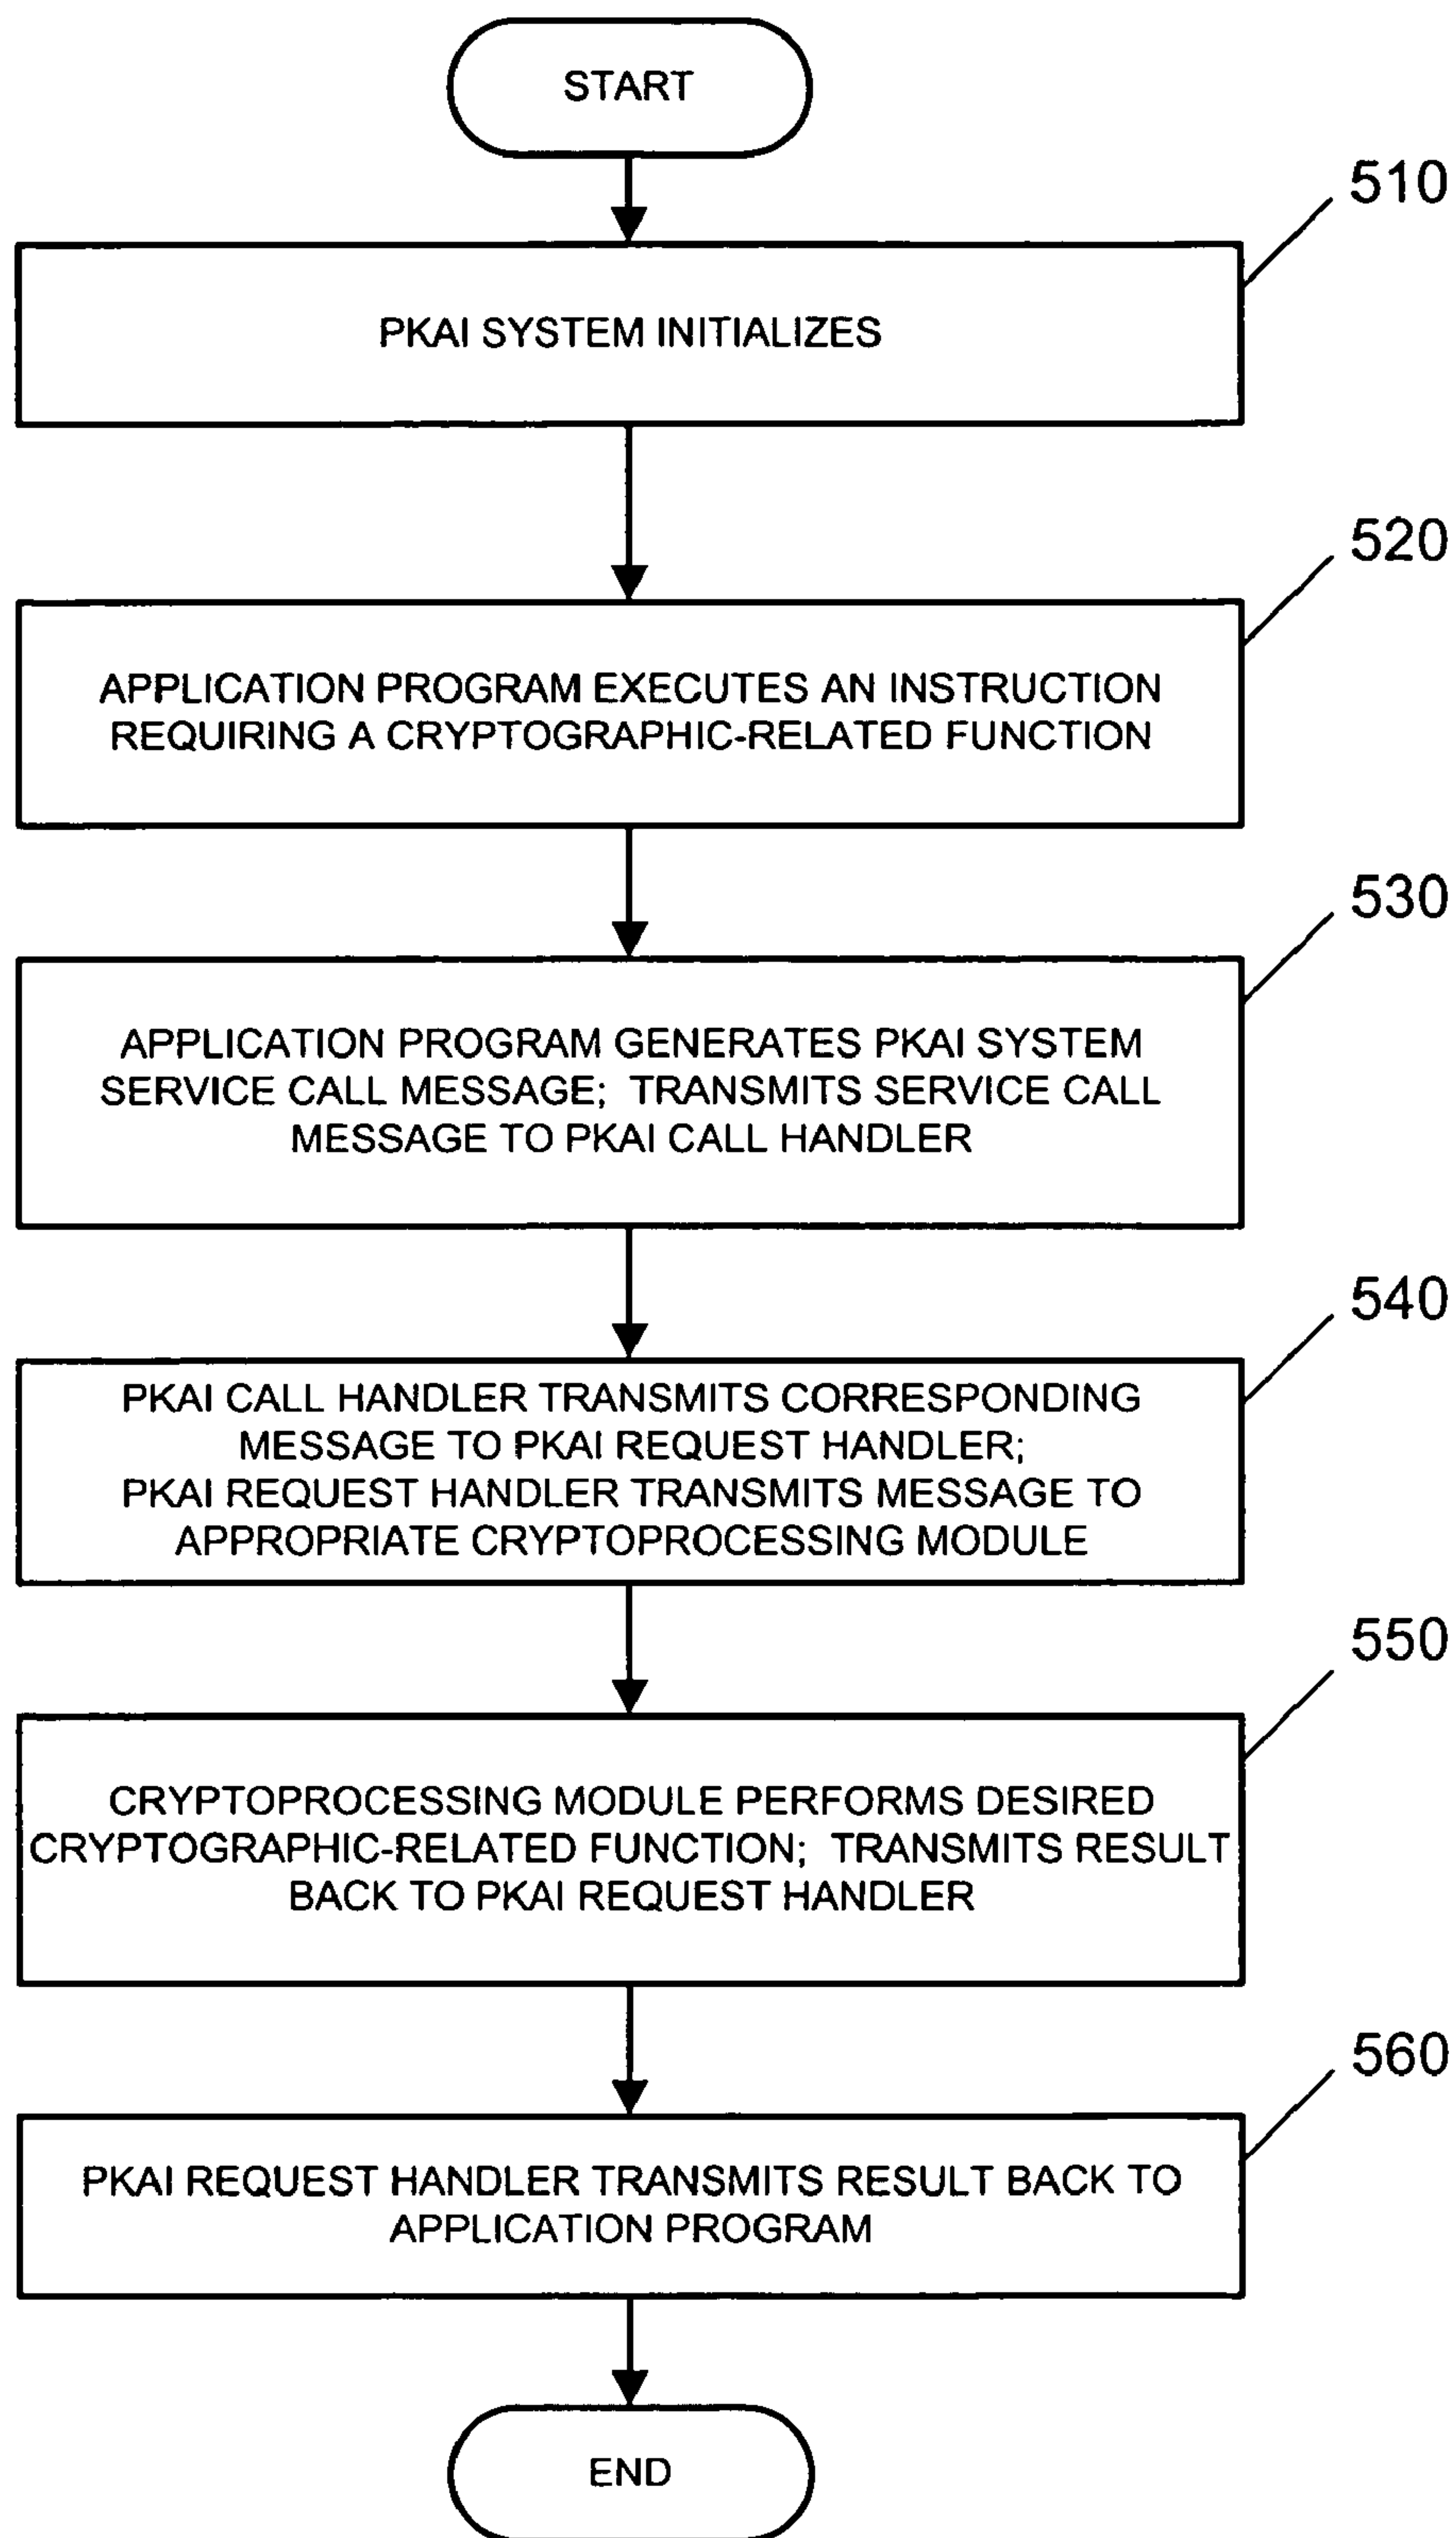 START
510
PKAI SYSTEM INITIALIZES
520
APPLICATION PROGRAM EXECUTES AN INSTRUCTION
REQUIRING A CRYPTOGRAPHIC-RELATED FUNCTION
530
APPLICATION PROGRAM GENERATES PKAI SYSTEM
SERVICE CALL MESSAGE; TRANSMITS SERVICE CALL
MESSAGE TO PKAI CALL HANDLER
540
PKAI CALL HANDLER TRANSMITS CORRESPONDING
MESSAGE TO PKAI REQUEST HANDLER;
PKAI REQUEST HANDLER TRANSMITS MESSAGE TO
APPROPRIATE CRYPTOPROCESSING MODULE
550
CRYPTOPROCESSING MODULE PERFORMS DESIRED
CRYPTOGRAPHIC-RELATED FUNCTION; TRANSMITS RESULT
BACK TO PKAI REQUEST HANDLER
560
PKAI REQUEST HANDLER TRANSMITS RESULT BACK TO
APPLICATION PROGRAM
END